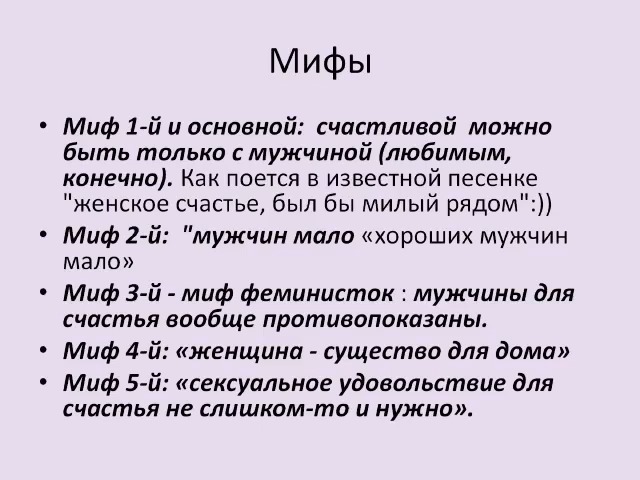 Мифы
• Миф 1-й и основной:  счастливой  можно
быть только с мужчиной (любимым,
конечно). Как поется в известной песенке
"женское счастье, был бы милый рядом":))
• Миф 2-й:  "мужчин мало «хороших мужчин
мало»
• Миф 3-й - миф феминисток : мужчины для
счастья вообще противопоказаны.
• Миф 4-й: «женщина - существо для дома»
• Миф 5-й: «сексуальное удовольствие для
счастья не слишком-то и нужно».